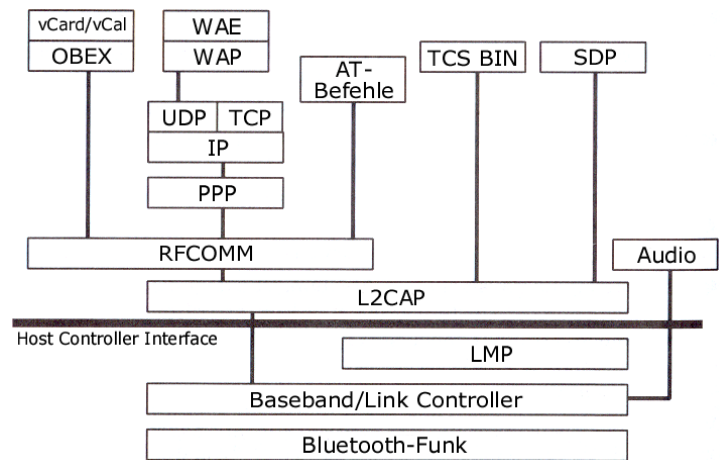 vCard/vCal
OBEX
WAE
WAP
AT-
Befehle
TCS BIN
SDP
UDP
TCP
IP
PPP
RFCOMM
Audio
L2CAP
Host Controller Interface
LMP
Baseband/Link Controller
Bluetooth-Funk